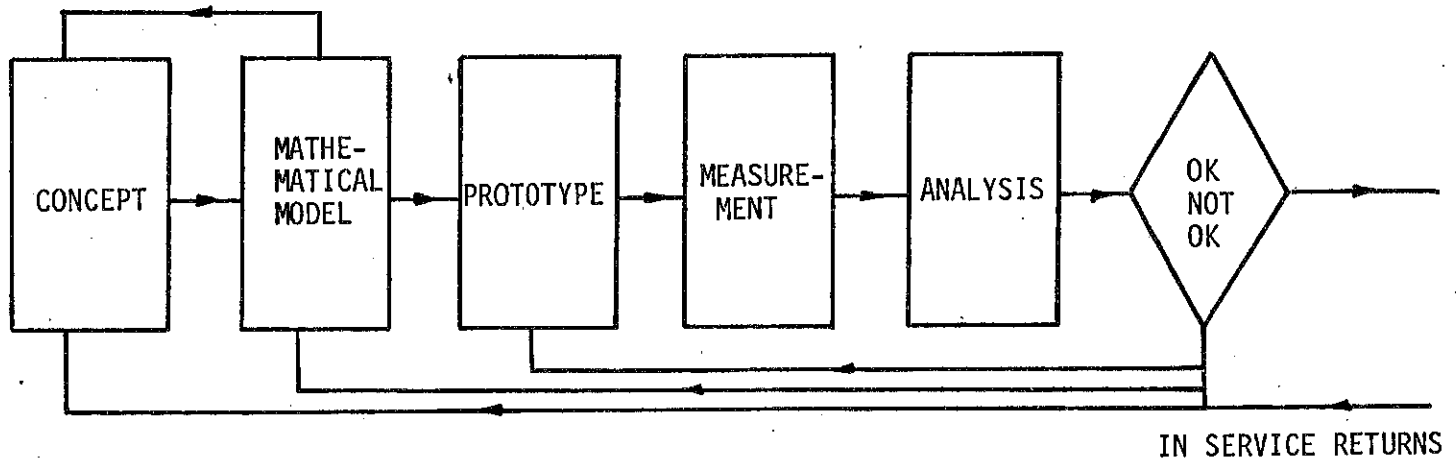 CONCEPT
MATHE-
MATICAL
MODEL
PROTOTYPE
MEASURE-
MENT
ANALYSIS
OK
NOT
OK
IN SERVICE RETURNS